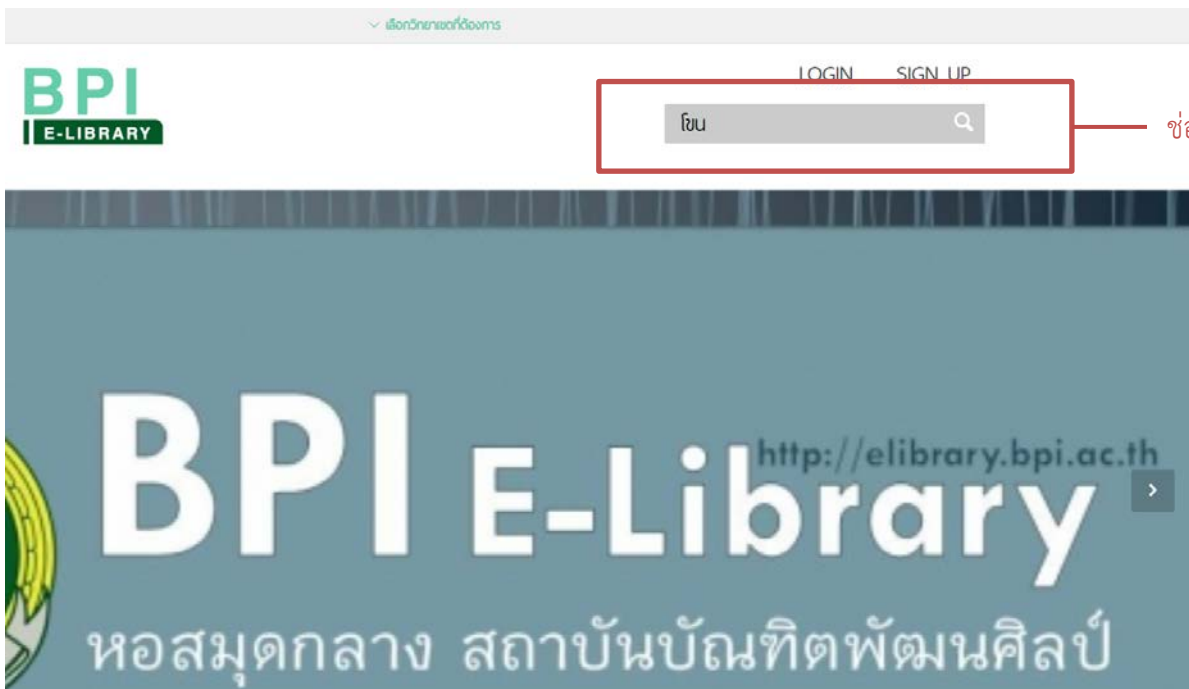 เลือกวิทยาเขตที่ต้องการ
BPI
E-LIBRARY
LOGIN SIGN UP
โขน
BPI E-Library
http://elibrary.bpi.ac.th
หอสมุดกลาง สถาบันบัณฑิตพัฒนศิลป์